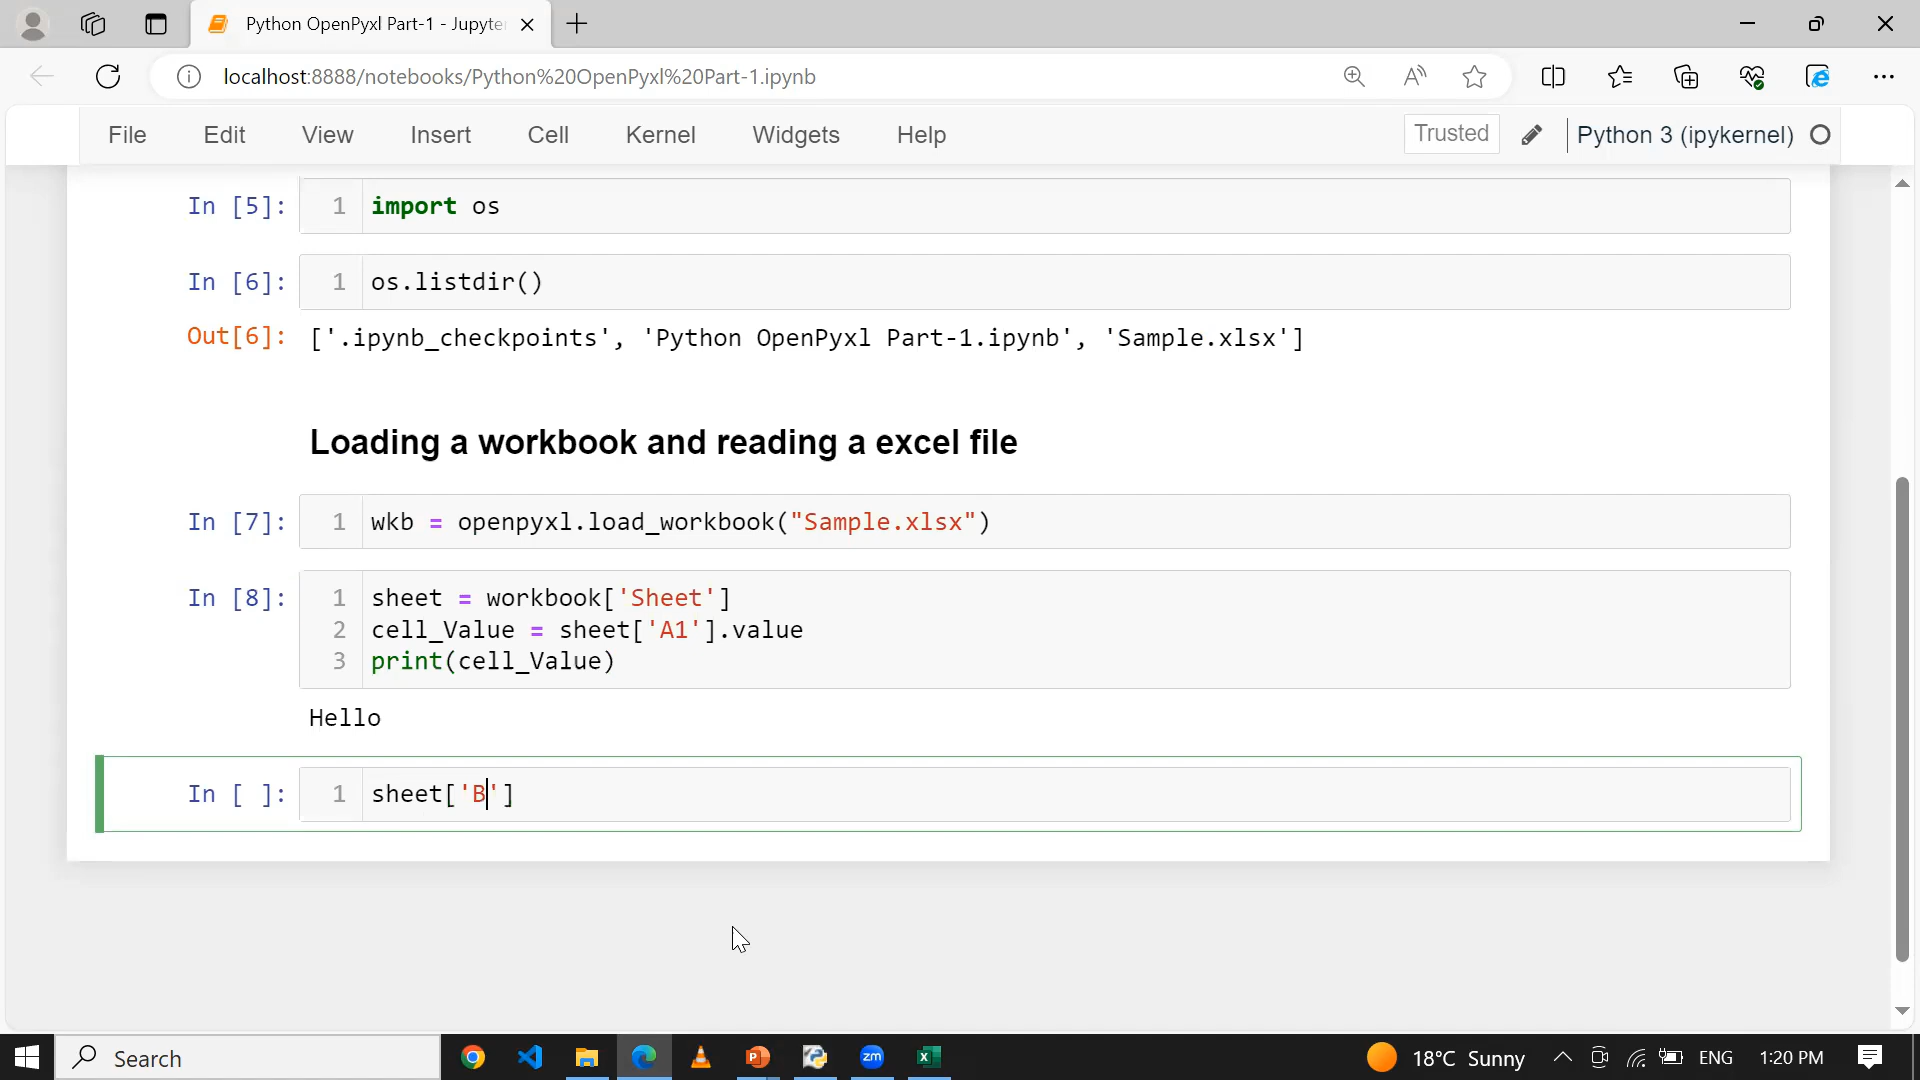 Python OpenPyxl Part-1 - Jupyte
localhost:8888/notebooks/Python%20OpenPyxl%20Part-1.ipynb
File Edit View Insert Cell Kernel Widgets Help Trusted Python 3 (ipykernel)
In [5]: 1 import os
In [6]: 1 os.listdir()
Out[6]: ['.ipynb_checkpoints', 'Python OpenPyxl Part-1.ipynb', 'Sample.xlsx']
Loading a workbook and reading a excel file
In [7]: 1 wkb = openpyxl.load_workbook("Sample.xlsx")
In [8]: 1 sheet = workbook['Sheet']
2 cell_Value = sheet['A1'].value
3 print(cell_Value)
Hello
In [ ]: 1 sheet['B']
Search zm 18°C Sunny ENG 1:20 PM